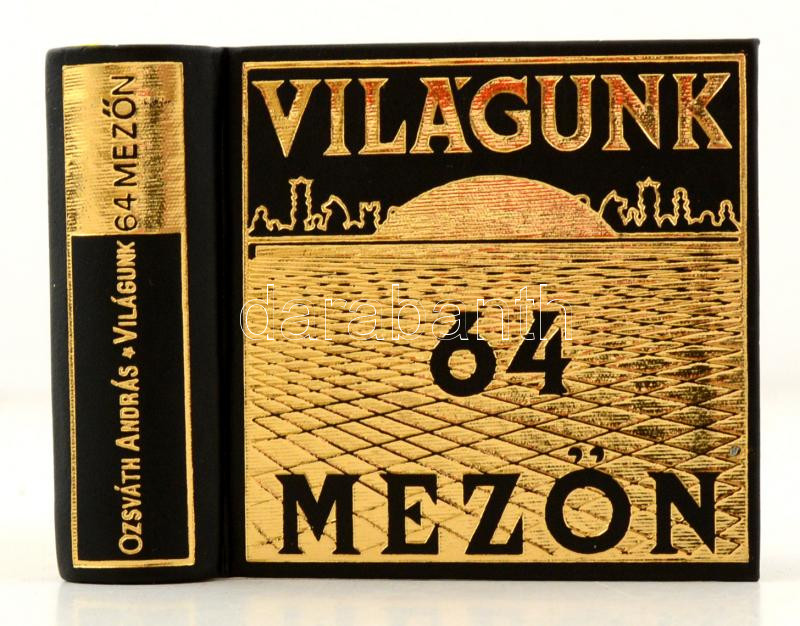 VILÁGUNK
64
MEZŐN
OZSVÁTH ANDRÁS ★ VILÁGUNK 64 MEZŐN
darabanth